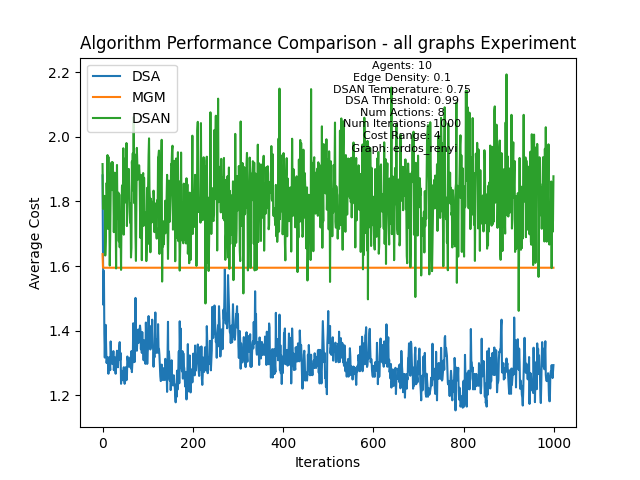 Algorithm Performance Comparison - all graphs Experiment
DSA
MGM
DSAN
Agents: 10
Edge Density: 0.1
DSAN Temperature: 0.75
DSA Threshold: 0.99
Num Actions: 8
Num Iterations: 1000
Cost Range: 4
Graph: erdos_renyi
Average Cost
2.2
2.0
1.8
1.6
1.4
1.2
0
200
400
600
800
1000
Iterations